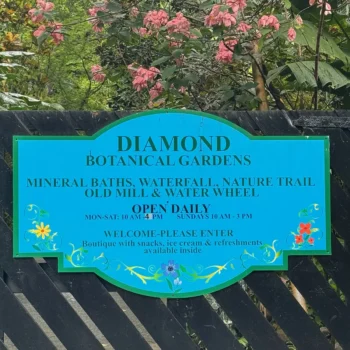 DIAMOND
BOTANICAL GARDENS
MINERAL BATHS, WATERFALL, NATURE TRAIL
OLD MILL & WATER WHEEL
OPEN DAILY
MON-SAT: 10 AM-4 PM SUNDAYS 10 AM - 3 PM
WELCOME-PLEASE ENTER
Boutique with snacks, ice cream & refreshments
available inside.